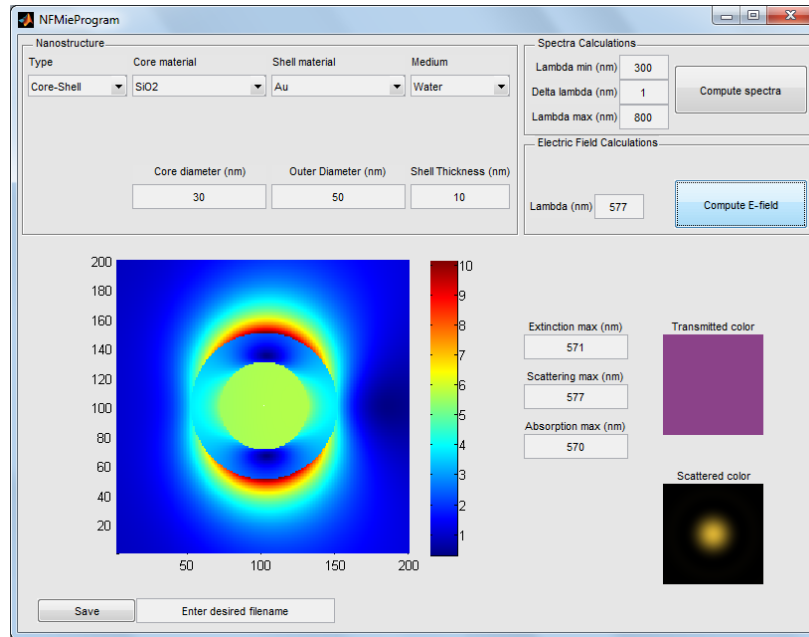 NFMieProgram
Nanostructure
Type Core material Shell material Medium
Core-Shell SiO2 Au Water
Core diameter (nm) Outer Diameter (nm) Shell Thickness (nm)
30 50 10
Spectra Calculations
Lambda min (nm) 300
Delta lambda (nm) 1
Lambda max (nm) 800
Compute spectra
Electric Field Calculations
Lambda (nm) 577
Compute E-field
200
180
160
140
120
100
80
60
40
20
50 100 150 200
10
9
8
7
6
5
4
3
2
1
Extinction max (nm)
571
Scattering max (nm)
577
Absorption max (nm)
570
Transmitted color
Scattered color
Save Enter desired filename